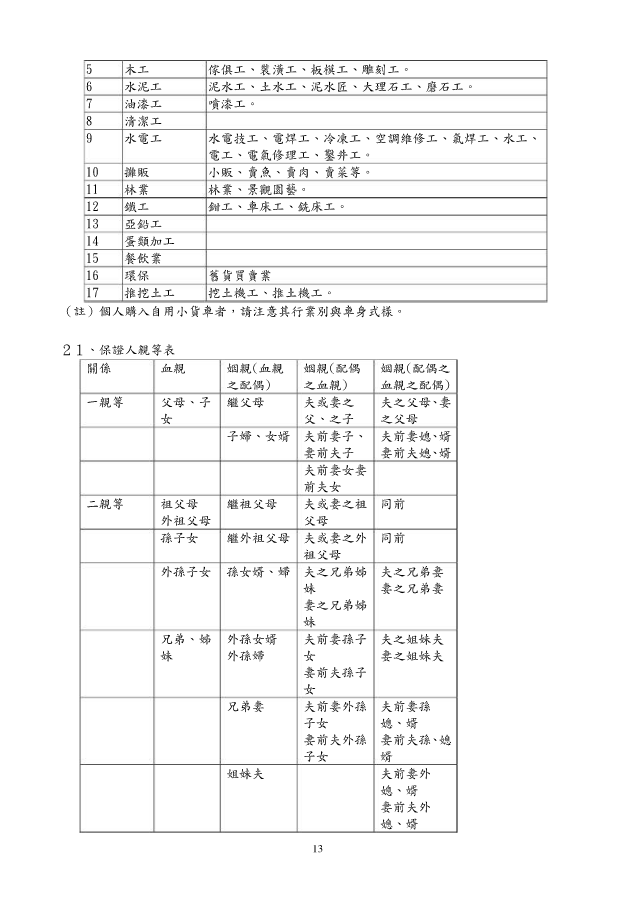 5 木工 傢俱工、裝潢工、板模工、雕刻工。
6 水泥工 泥水工、土水工、泥水匠、大理石工、磨石工。
7 油漆工 噴漆工。
8 清潔工
9 水電工 水電技工、電焊工、冷凍工、空調維修工、氣焊工、水工、
電工、電氣修理工、鑿井工。
10 攤販 小販、賣魚、賣肉、賣菜等。
11 林業 林業、景觀園藝。
12 鐵工 鉗工、車床工、銑床工。
13 亞鉛工
14 蛋類加工
15 餐飲業
16 環保 舊貨買賣業
17 推挖土工 挖土機工、推土機工。
（註）個人購入自用小貨車者，請注意其行業別與車身式樣。
２１、保證人親等表
關係 血親 姻親(血親 姻親(配偶 姻親(配偶之
之配偶) 之血親) 血親之配偶)
一親等 父母、子 繼父母 夫或妻之 夫之父母、妻
女 父、之子 之父母
子婦、女婿 夫前妻子、 夫前妻媳、婿
妻前夫子 妻前夫媳、婿
夫前妻女妻
前夫女
二親等 祖父母 繼祖父母 夫或妻之祖 同前
外祖父母 父母
孫子女 繼外祖父母 夫或妻之外 同前
祖父母
外孫子女 孫女婿、婦 夫之兄弟姊 夫之兄弟妻
妹 妻之兄弟妻
妻之兄弟姊
妹
兄弟、姊 外孫女婿 夫前妻孫子 夫之姐妹夫
妹 外孫婦 女 妻之姐妹夫
妻前夫孫子
女
兄弟妻 夫前妻外孫 夫前妻孫
子女 媳、婿
妻前夫外孫 妻前夫孫、媳
子女 婿
姐妹夫 夫前妻外
媳、婿
妻前夫外
媳、婿
13